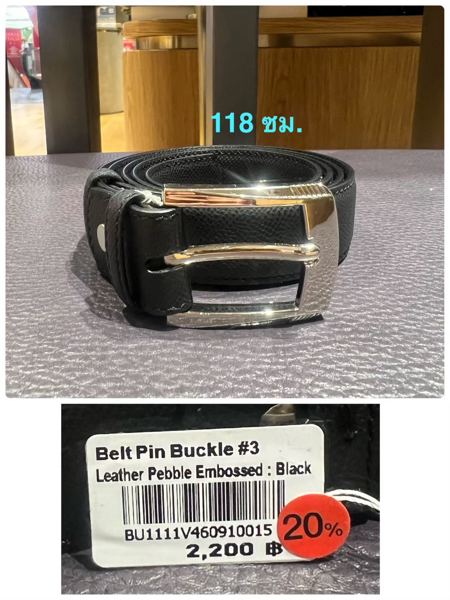 118 ซม.
Belt Pin Buckle #3
Leather Pebble Embossed : Black
BU1111V460910015
2,200 ฿
20%